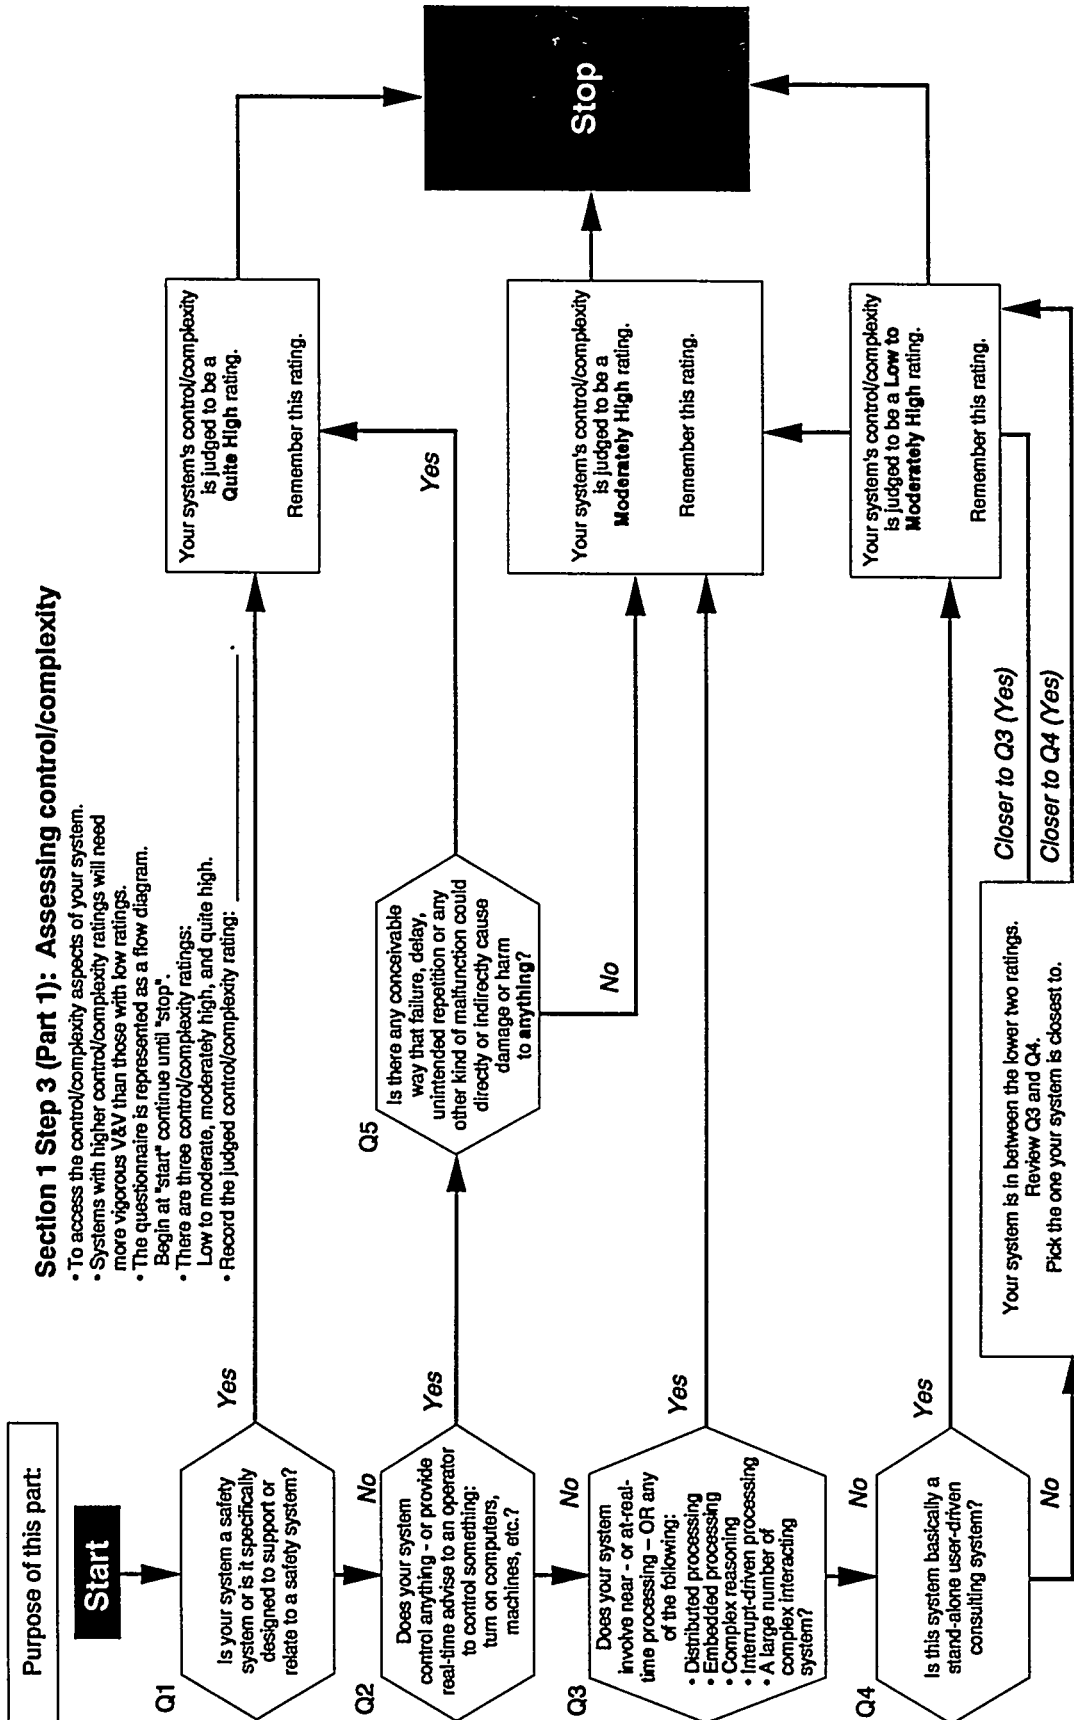 Section 1 Step 3 (Part 1): Assessing control/complexity
Purpose of this part:
• To access the control/complexity aspects of your system.
• Systems with higher control/complexity ratings will need
more vigorous V&V than those with low ratings.
• The questionnaire is represented as a flow diagram.
Begin at "start" continue until "stop".
• There are three control/complexity ratings:
Low to moderate, moderately high, and quite high.
• Record the judged control/complexity rating: ____________.
Start
Q1
Is your system a safety
system or is it specifically
designed to support or
relate to a safety system?
Yes
No
Your system's control/complexity
is judged to be a
Quite High rating.
Remember this rating.
Q2
Does your system
control anything - or provide
real-time advise to an operator
to control something:
turn on computers,
machines, etc.?
Yes
No
Q5
Is there any conceivable
way that failure, delay,
unintended repetition or any
other kind of malfunction could
directly or indirectly cause
damage or harm
to anything?
Yes
No
Q3
Does your system
involve near - or at-real-
time processing – OR any
of the following:
• Distributed processing
• Embedded processing
• Complex reasoning
• Interrupt-driven processing
• A large number of
complex interacting
system?
Yes
No
Your system's control/complexity
is judged to be a
Moderately High rating.
Remember this rating.
Stop
Q4
Is this system basically a
stand-alone user-driven
consulting system?
Yes
No
Your system's control/complexity
is judged to be a Low to
Moderately High rating.
Remember this rating.
Your system is in between the lower two ratings.
Review Q3 and Q4.
Pick the one your system is closest to.
Closer to Q3 (Yes)
Closer to Q4 (Yes)